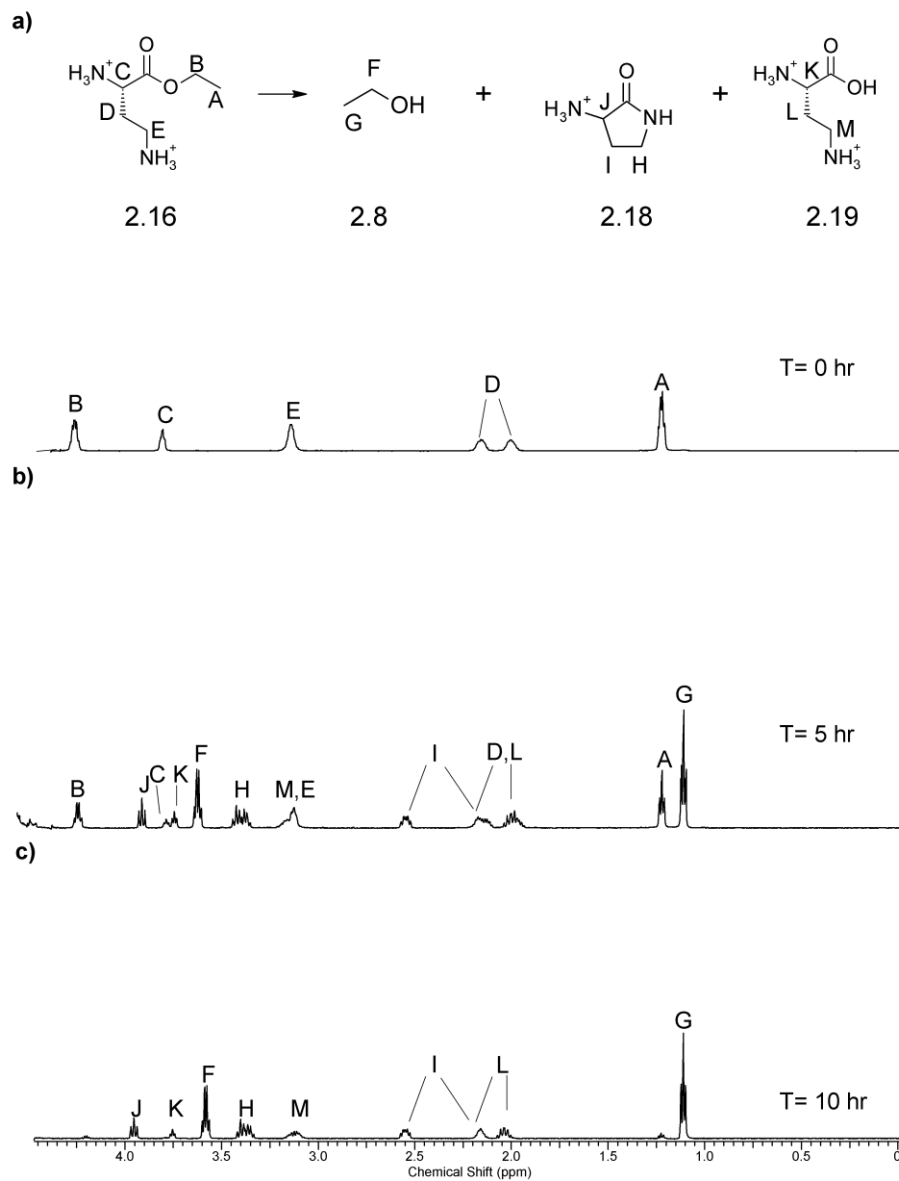 a)
O
H3N+ C O B A
D E
NH3+
F
OH
G
+
O
H3N+ J NH
I H
+
O
H3N+ K OH
L M
NH3+
2.16 2.8 2.18 2.19
B C E D A T= 0 hr
b)
B J C K F H M,E I D,L A G T= 5 hr
c)
J K F H M I L G T= 10 hr
4.0 3.5 3.0 2.5 2.0 1.5 1.0 0.5 0
Chemical Shift (ppm)